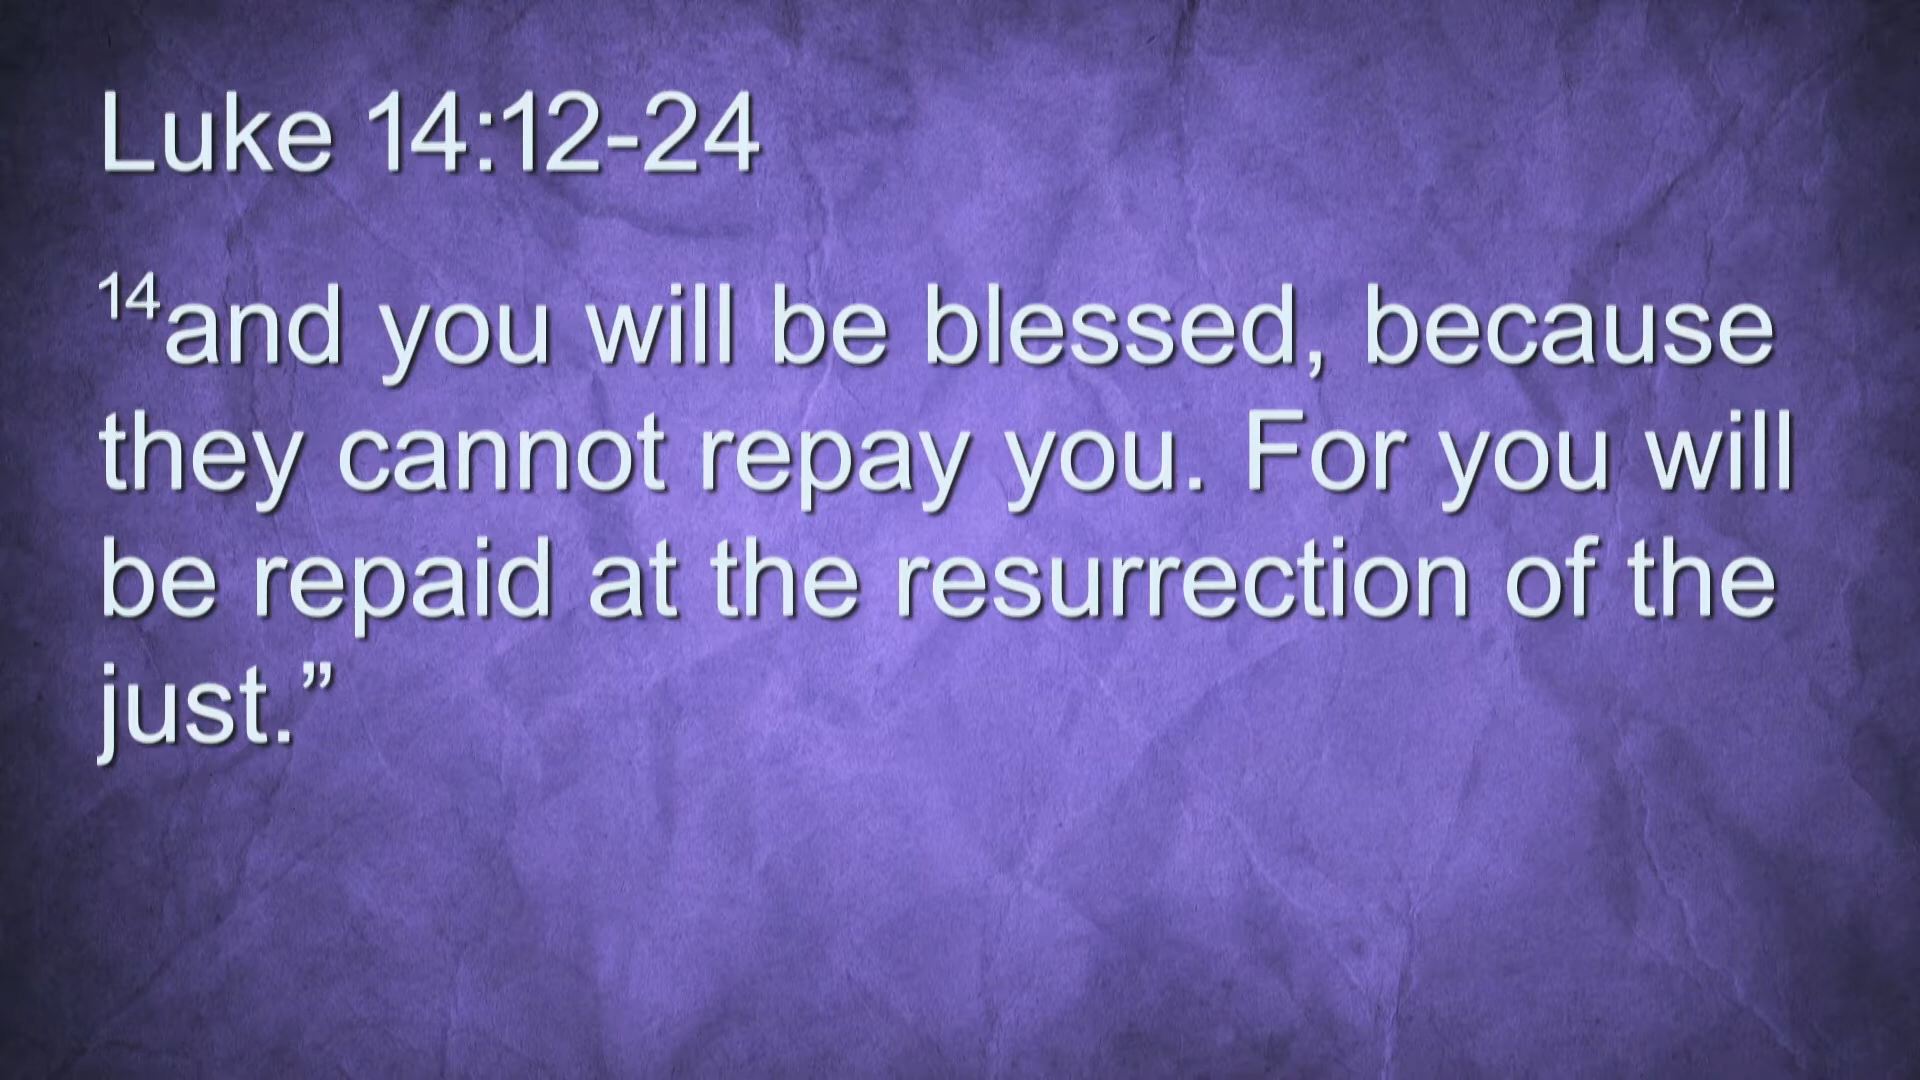 Luke 14:12-24
14and you will be blessed, because
they cannot repay you. For you will
be repaid at the resurrection of the
just.”